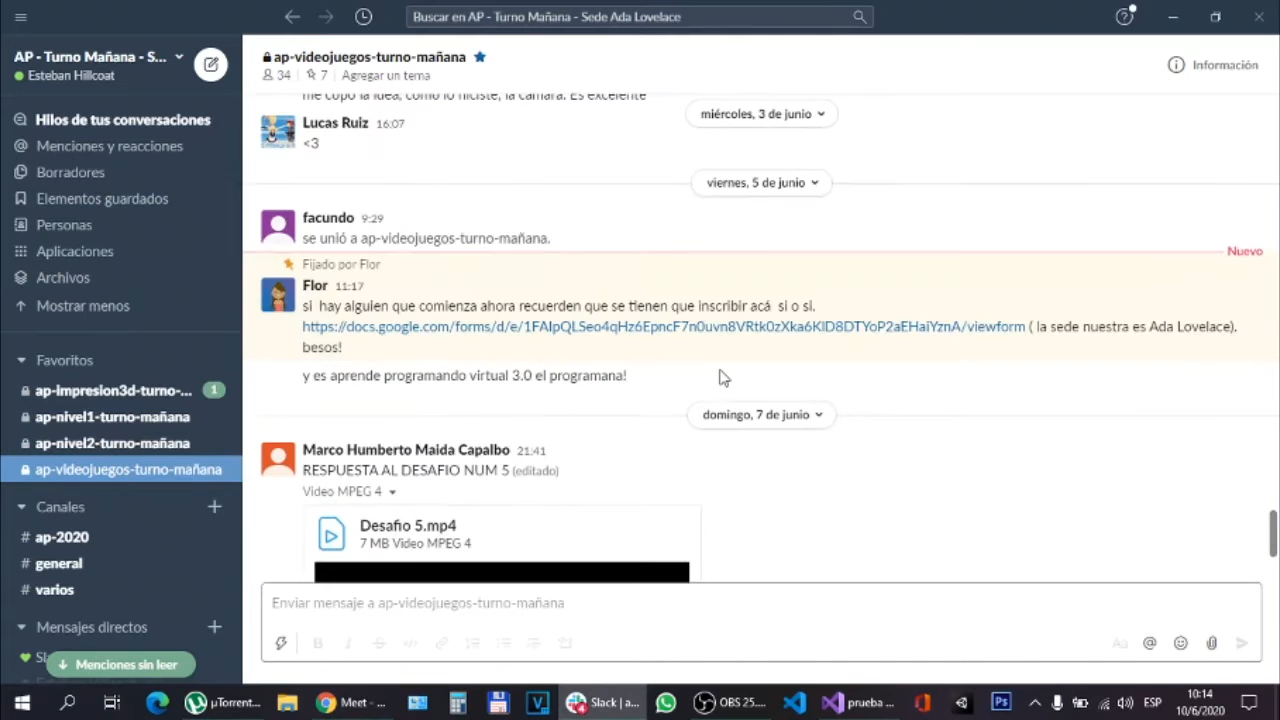 Buscar en AP - Turno Mañana - Sede Ada Lovelace
AP - Turno Mañana - S...
Esteban Hillcoat
Hilos de tus conversaciones
Menciones y reacciones
Borradores
Elementos guardados
Personas
Aplicaciones
Archivos
Mostrar menos
Favoritos
ap-impresion3d-turno-... 1
ap-nivel1-turno-mañana
ap-nivel2-turno-mañana
ap-videojuegos-turno-mañana
Canales
# ap-2020
# general
# varios
Mensajes directos
Menciones sin leer
ap-videojuegos-turno-mañana
34 | 7 | Agregar un tema
Información
me copó la idea, como lo hiciste, la cámara. Es excelente
miércoles, 3 de junio
Lucas Ruiz 16:07
<3
viernes, 5 de junio
facundo 9:29
se unió a ap-videojuegos-turno-mañana.
Nuevo
Fijado por Flor
Flor 11:17
si hay alguien que comienza ahora recuerden que se tienen que inscribir acá si o si.
https://docs.google.com/forms/d/e/1FAIpQLSeo4qHz6EpncF7n0uvn8VRtk0zXka6KlD8DTYoP2aEHaiYznA/viewform ( la sede nuestra es Ada Lovelace).
besos!
y es aprende programando virtual 3.0 el programana!
domingo, 7 de junio
Marco Humberto Maida Capalbo 21:41
RESPUESTA AL DESAFIO NUM 5 (editado)
Video MPEG 4
Desafio 5.mp4
7 MB Video MPEG 4
Enviar mensaje a ap-videojuegos-turno-mañana
µTorrent...
Meet - ...
Slack | a...
OBS 25....
prueba ...
ESP
10:14
10/6/2020